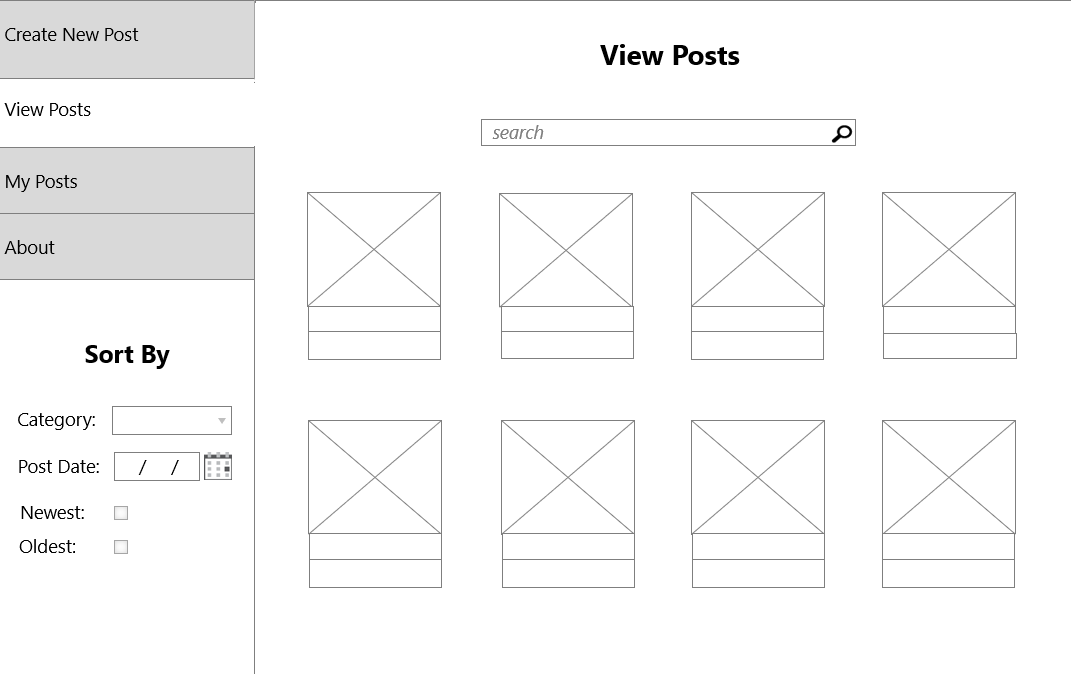 Create New Post
View Posts
My Posts
About
Sort By
Category:
Post Date: / /
Newest:
Oldest:
View Posts
search